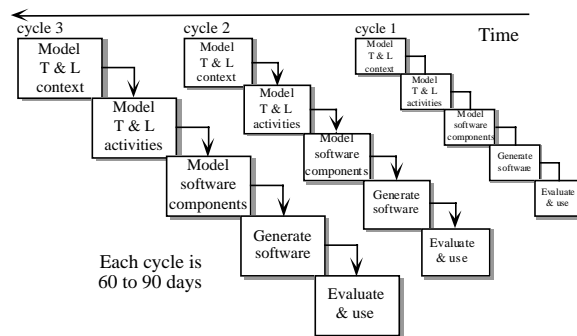 Time
cycle 3
Model
T & L
context
Model
T & L
activities
Model
software
components
Generate
software
Evaluate
& use
cycle 2
Model
T & L
context
Model
T & L
activities
Model
software
components
Generate
software
Evaluate
& use
cycle 1
Model
T & L
context
Model
T & L
activities
Model
software
components
Generate
software
Evaluate
& use
Each cycle is
60 to 90 days